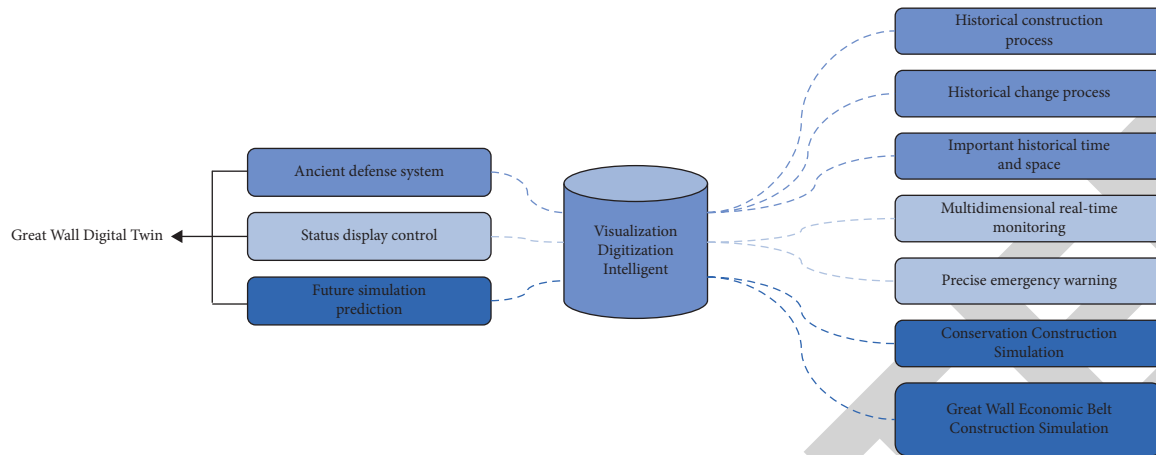 Great Wall Digital Twin
Ancient defense system
Status display control
Future simulation
prediction
Visualization
Digitization
Intelligent
Historical construction
process
Historical change process
Important historical time
and space
Multidimensional real-time
monitoring
Precise emergency warning
Conservation Construction
Simulation
Great Wall Economic Belt
Construction Simulation